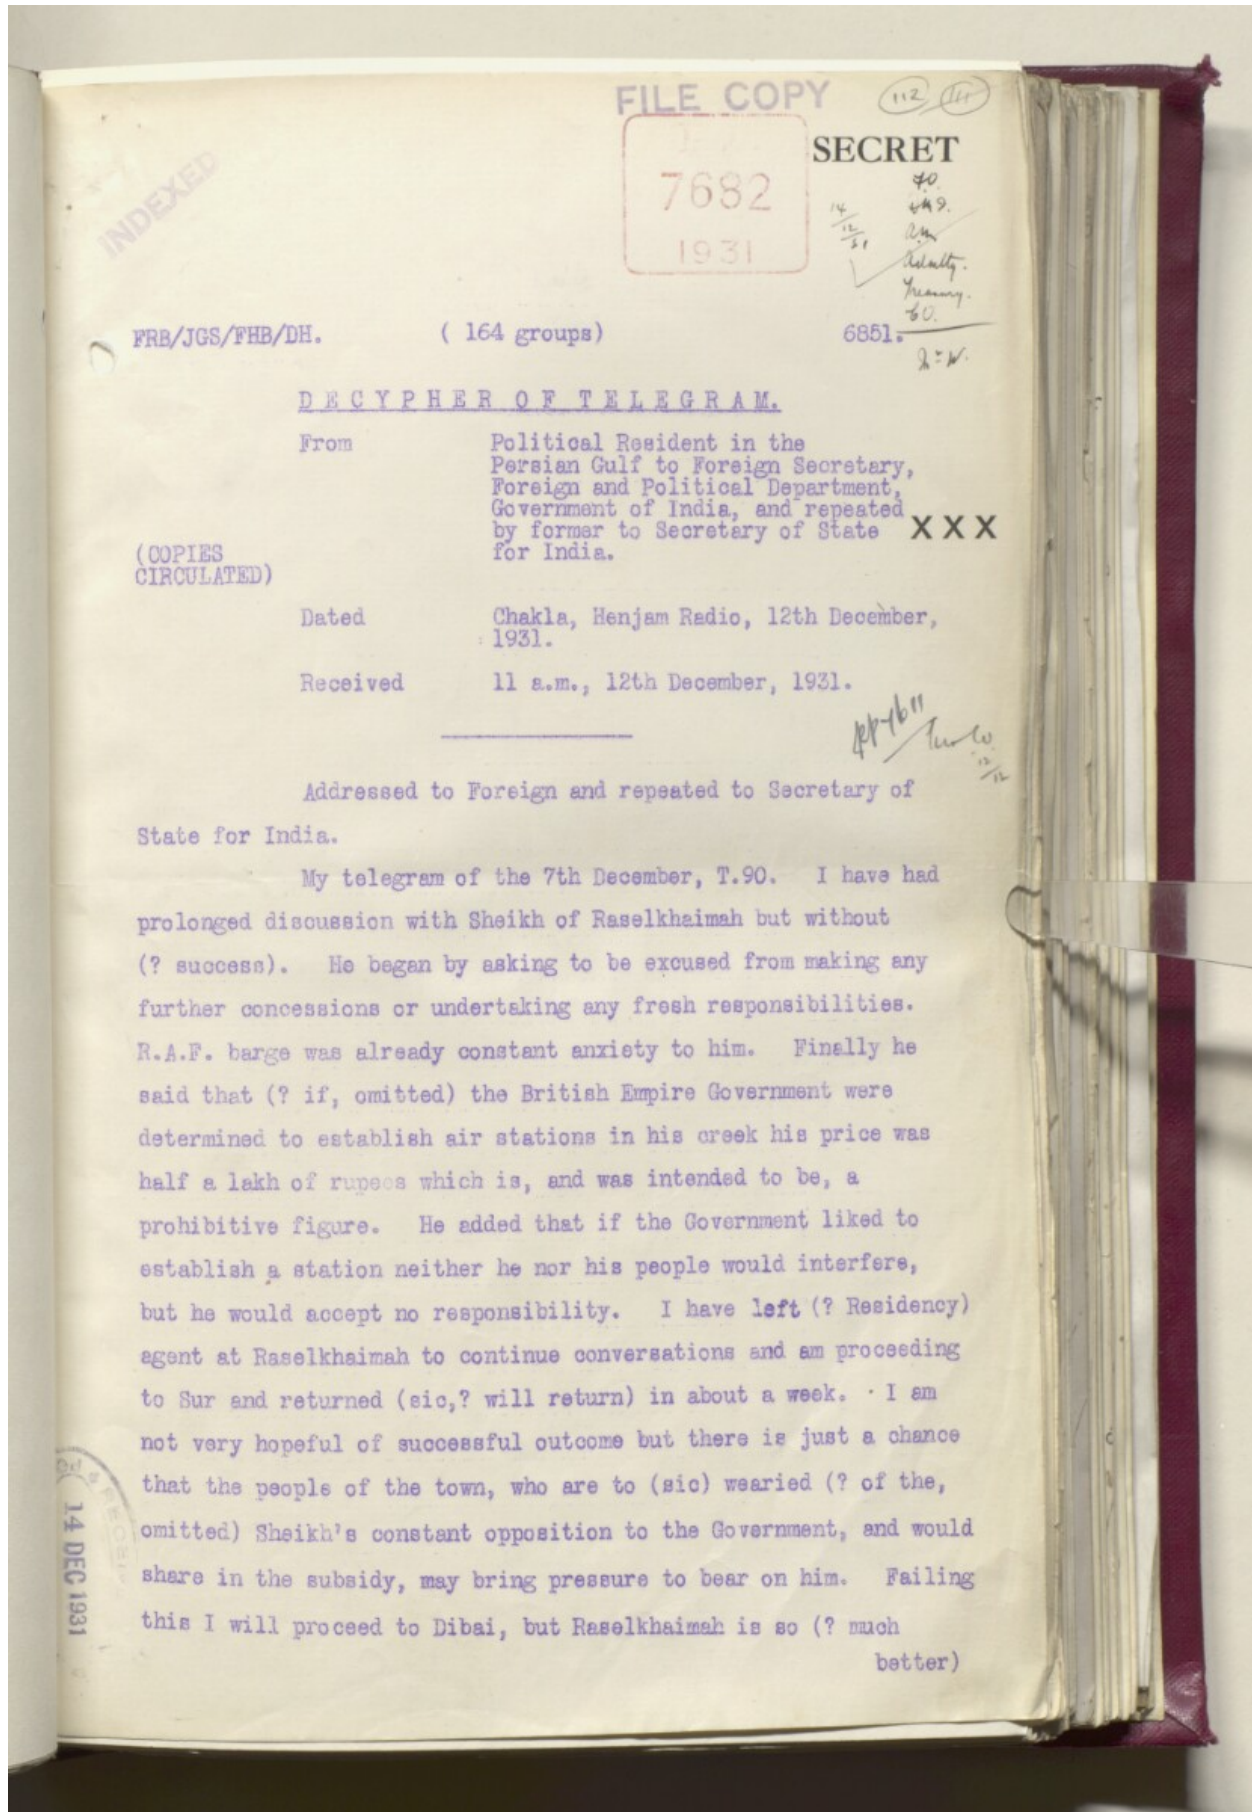 FILE COPY
112
SECRET
INDEXED
7682
1931
14
12
Admlty.
Treasury.
FRB/JGS/FHB/DH. ( 164 groups) 6851.
DECYPHER OF TELEGRAM.
From Political Resident in the
Persian Gulf to Foreign Secretary,
Foreign and Political Department,
Government of India, and repeated
by former to Secretary of State XXX
for India.
(COPIES
CIRCULATED)
Dated Chakla, Henjam Radio, 12th December,
1931.
Received 11 a.m., 12th December, 1931.
12/12
Addressed to Foreign and repeated to Secretary of
State for India.
My telegram of the 7th December, T.90. I have had
prolonged discussion with Sheikh of Raselkhaimah but without
(? success). He began by asking to be excused from making any
further concessions or undertaking any fresh responsibilities.
R.A.F. barge was already constant anxiety to him. Finally he
said that (? if, omitted) the British Empire Government were
determined to establish air stations in his creek his price was
half a lakh of rupees which is, and was intended to be, a
prohibitive figure. He added that if the Government liked to
establish a station neither he nor his people would interfere,
but he would accept no responsibility. I have left (? Residency)
agent at Raselkhaimah to continue conversations and am proceeding
to Sur and returned (sic,? will return) in about a week. I am
not very hopeful of successful outcome but there is just a chance
that the people of the town, who are to (sic) wearied (? of the,
omitted) Sheikh's constant opposition to the Government, and would
share in the subsidy, may bring pressure to bear on him. Failing
this I will proceed to Dibai, but Raselkhaimah is so (? much
better)
14 DEC 1931